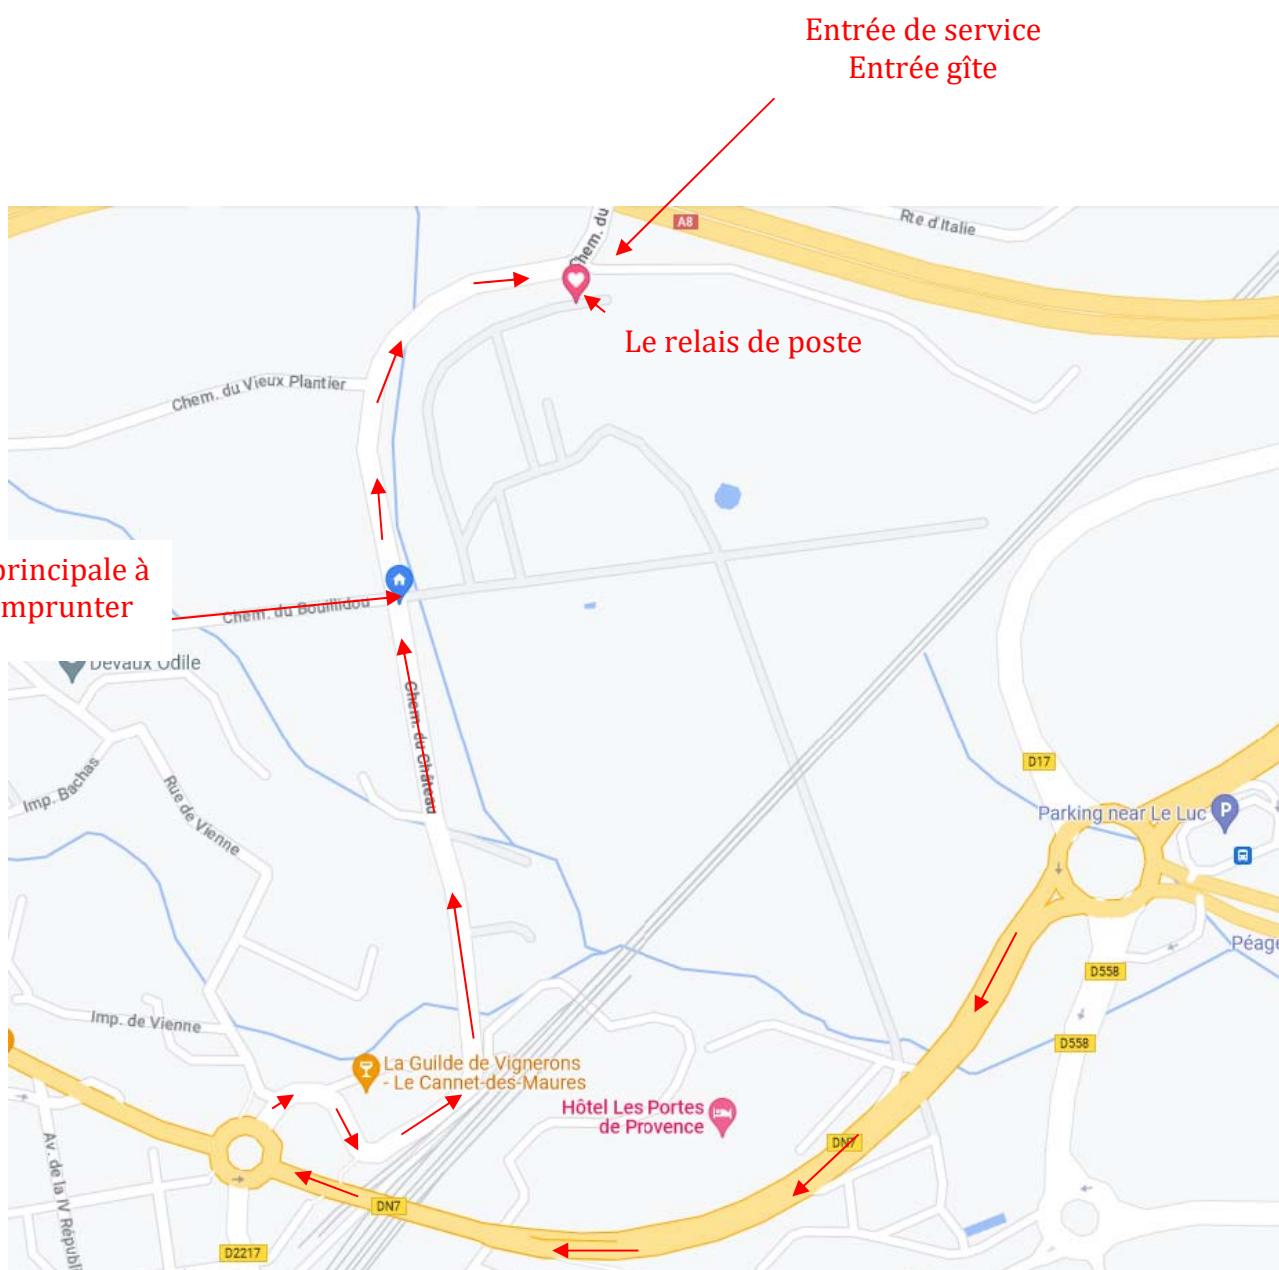 Entrée de service
Entrée gîte
Chem. du
A8
Rte d'Italie
Le relais de poste
Chem. du Vieux Plantier
principale à
mprunter
Chem. du Bouillidou
Devaux Odile
Chem. du Château
D17
Imp. Bachas
Rue de Vienne
Parking near Le Luc
P
Péage
D558
Imp. de Vienne
D558
La Guilde de Vignerons
- Le Cannet-des-Maures
Hôtel Les Portes
de Provence
DN7
Av. de la IV Républi
DN7
D2217